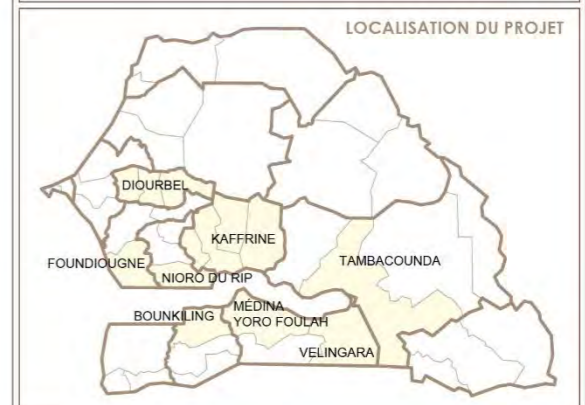 LOCALISATION DU PROJET
DIOURBEL
KAFFRINE
FOUNDIOUGNE
TAMBACOUNDA
NIORO DU RIP
BOUNKILING
MÉDINA
YORO FOULAH
VELINGARA